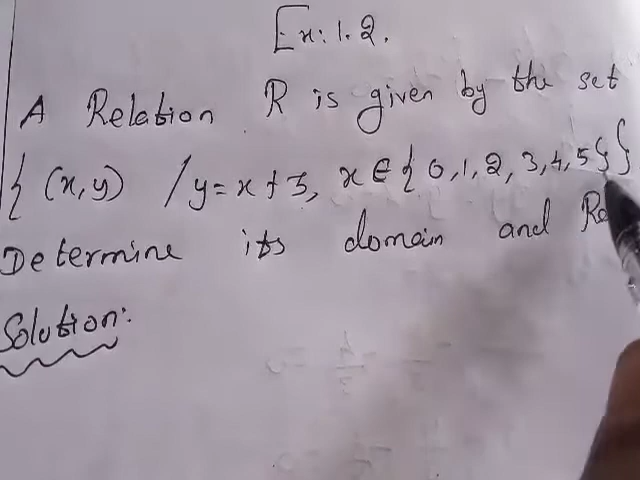 Ex: 1.2.
A Relation R is given by the set
{ (x,y) /y= x+3, x∈{ 0,1,2,3,4,5}}
Determine its domain and
Solution: